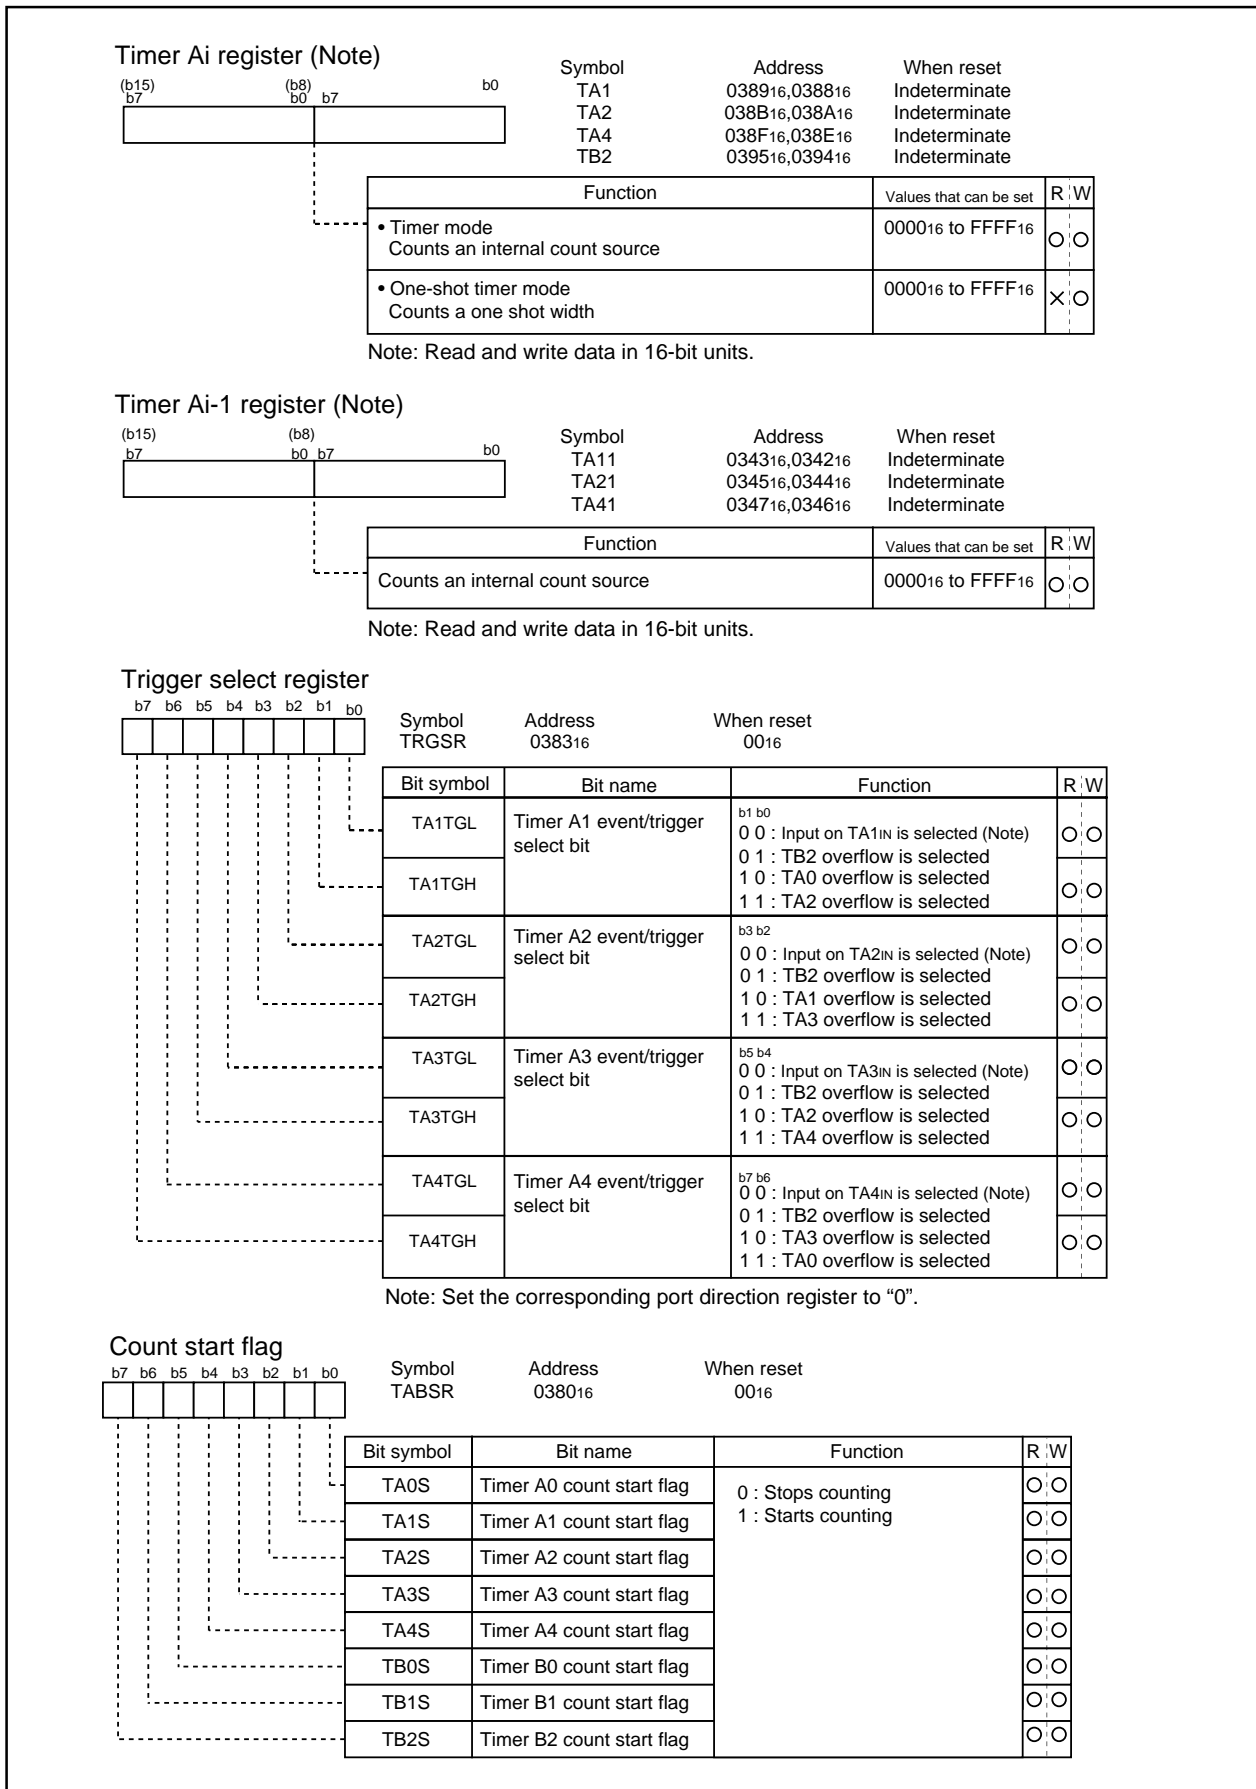 Timer Ai register (Note)
Symbol Address When reset
(b15) (b8) b0
b7 b0 b7
TA1 038916,038816 Indeterminate
TA2 038B16,038A16 Indeterminate
TA4 038F16,038E16 Indeterminate
TB2 039516,039416 Indeterminate
Function Values that can be set R W
• Timer mode 000016 to FFFF16
Counts an internal count source
• One-shot timer mode 000016 to FFFF16
Counts a one shot width
Note: Read and write data in 16-bit units.
Timer Ai-1 register (Note)
(b15) (b8) Symbol Address When reset
b7 b0 b7 b0
TA11 034316,034216 Indeterminate
TA21 034516,034416 Indeterminate
TA41 034716,034616 Indeterminate
Function Values that can be set R W
Counts an internal count source 000016 to FFFF16
Note: Read and write data in 16-bit units.
Trigger select register
b7 b6 b5 b4 b3 b2 b1 b0
Symbol Address When reset
TRGSR 038316 0016
Bit symbol Bit name Function R W
TA1TGL Timer A1 event/trigger
select bit
b1 b0
0 0 : Input on TA1IN is selected (Note)
0 1 : TB2 overflow is selected
TA1TGH 1 0 : TA0 overflow is selected
1 1 : TA2 overflow is selected
TA2TGL Timer A2 event/trigger
select bit
b3 b2
0 0 : Input on TA2IN is selected (Note)
0 1 : TB2 overflow is selected
TA2TGH 1 0 : TA1 overflow is selected
1 1 : TA3 overflow is selected
TA3TGL Timer A3 event/trigger
select bit
b5 b4
0 0 : Input on TA3IN is selected (Note)
0 1 : TB2 overflow is selected
TA3TGH 1 0 : TA2 overflow is selected
1 1 : TA4 overflow is selected
TA4TGL Timer A4 event/trigger
select bit
b7 b6
0 0 : Input on TA4IN is selected (Note)
0 1 : TB2 overflow is selected
TA4TGH 1 0 : TA3 overflow is selected
1 1 : TA0 overflow is selected
Note: Set the corresponding port direction register to “0”.
Count start flag
b7 b6 b5 b4 b3 b2 b1 b0
Symbol Address When reset
TABSR 038016 0016
Bit symbol Bit name Function R W
TA0S Timer A0 count start flag 0 : Stops counting
TA1S Timer A1 count start flag 1 : Starts counting
TA2S Timer A2 count start flag
TA3S Timer A3 count start flag
TA4S Timer A4 count start flag
TB0S Timer B0 count start flag
TB1S Timer B1 count start flag
TB2S Timer B2 count start flag